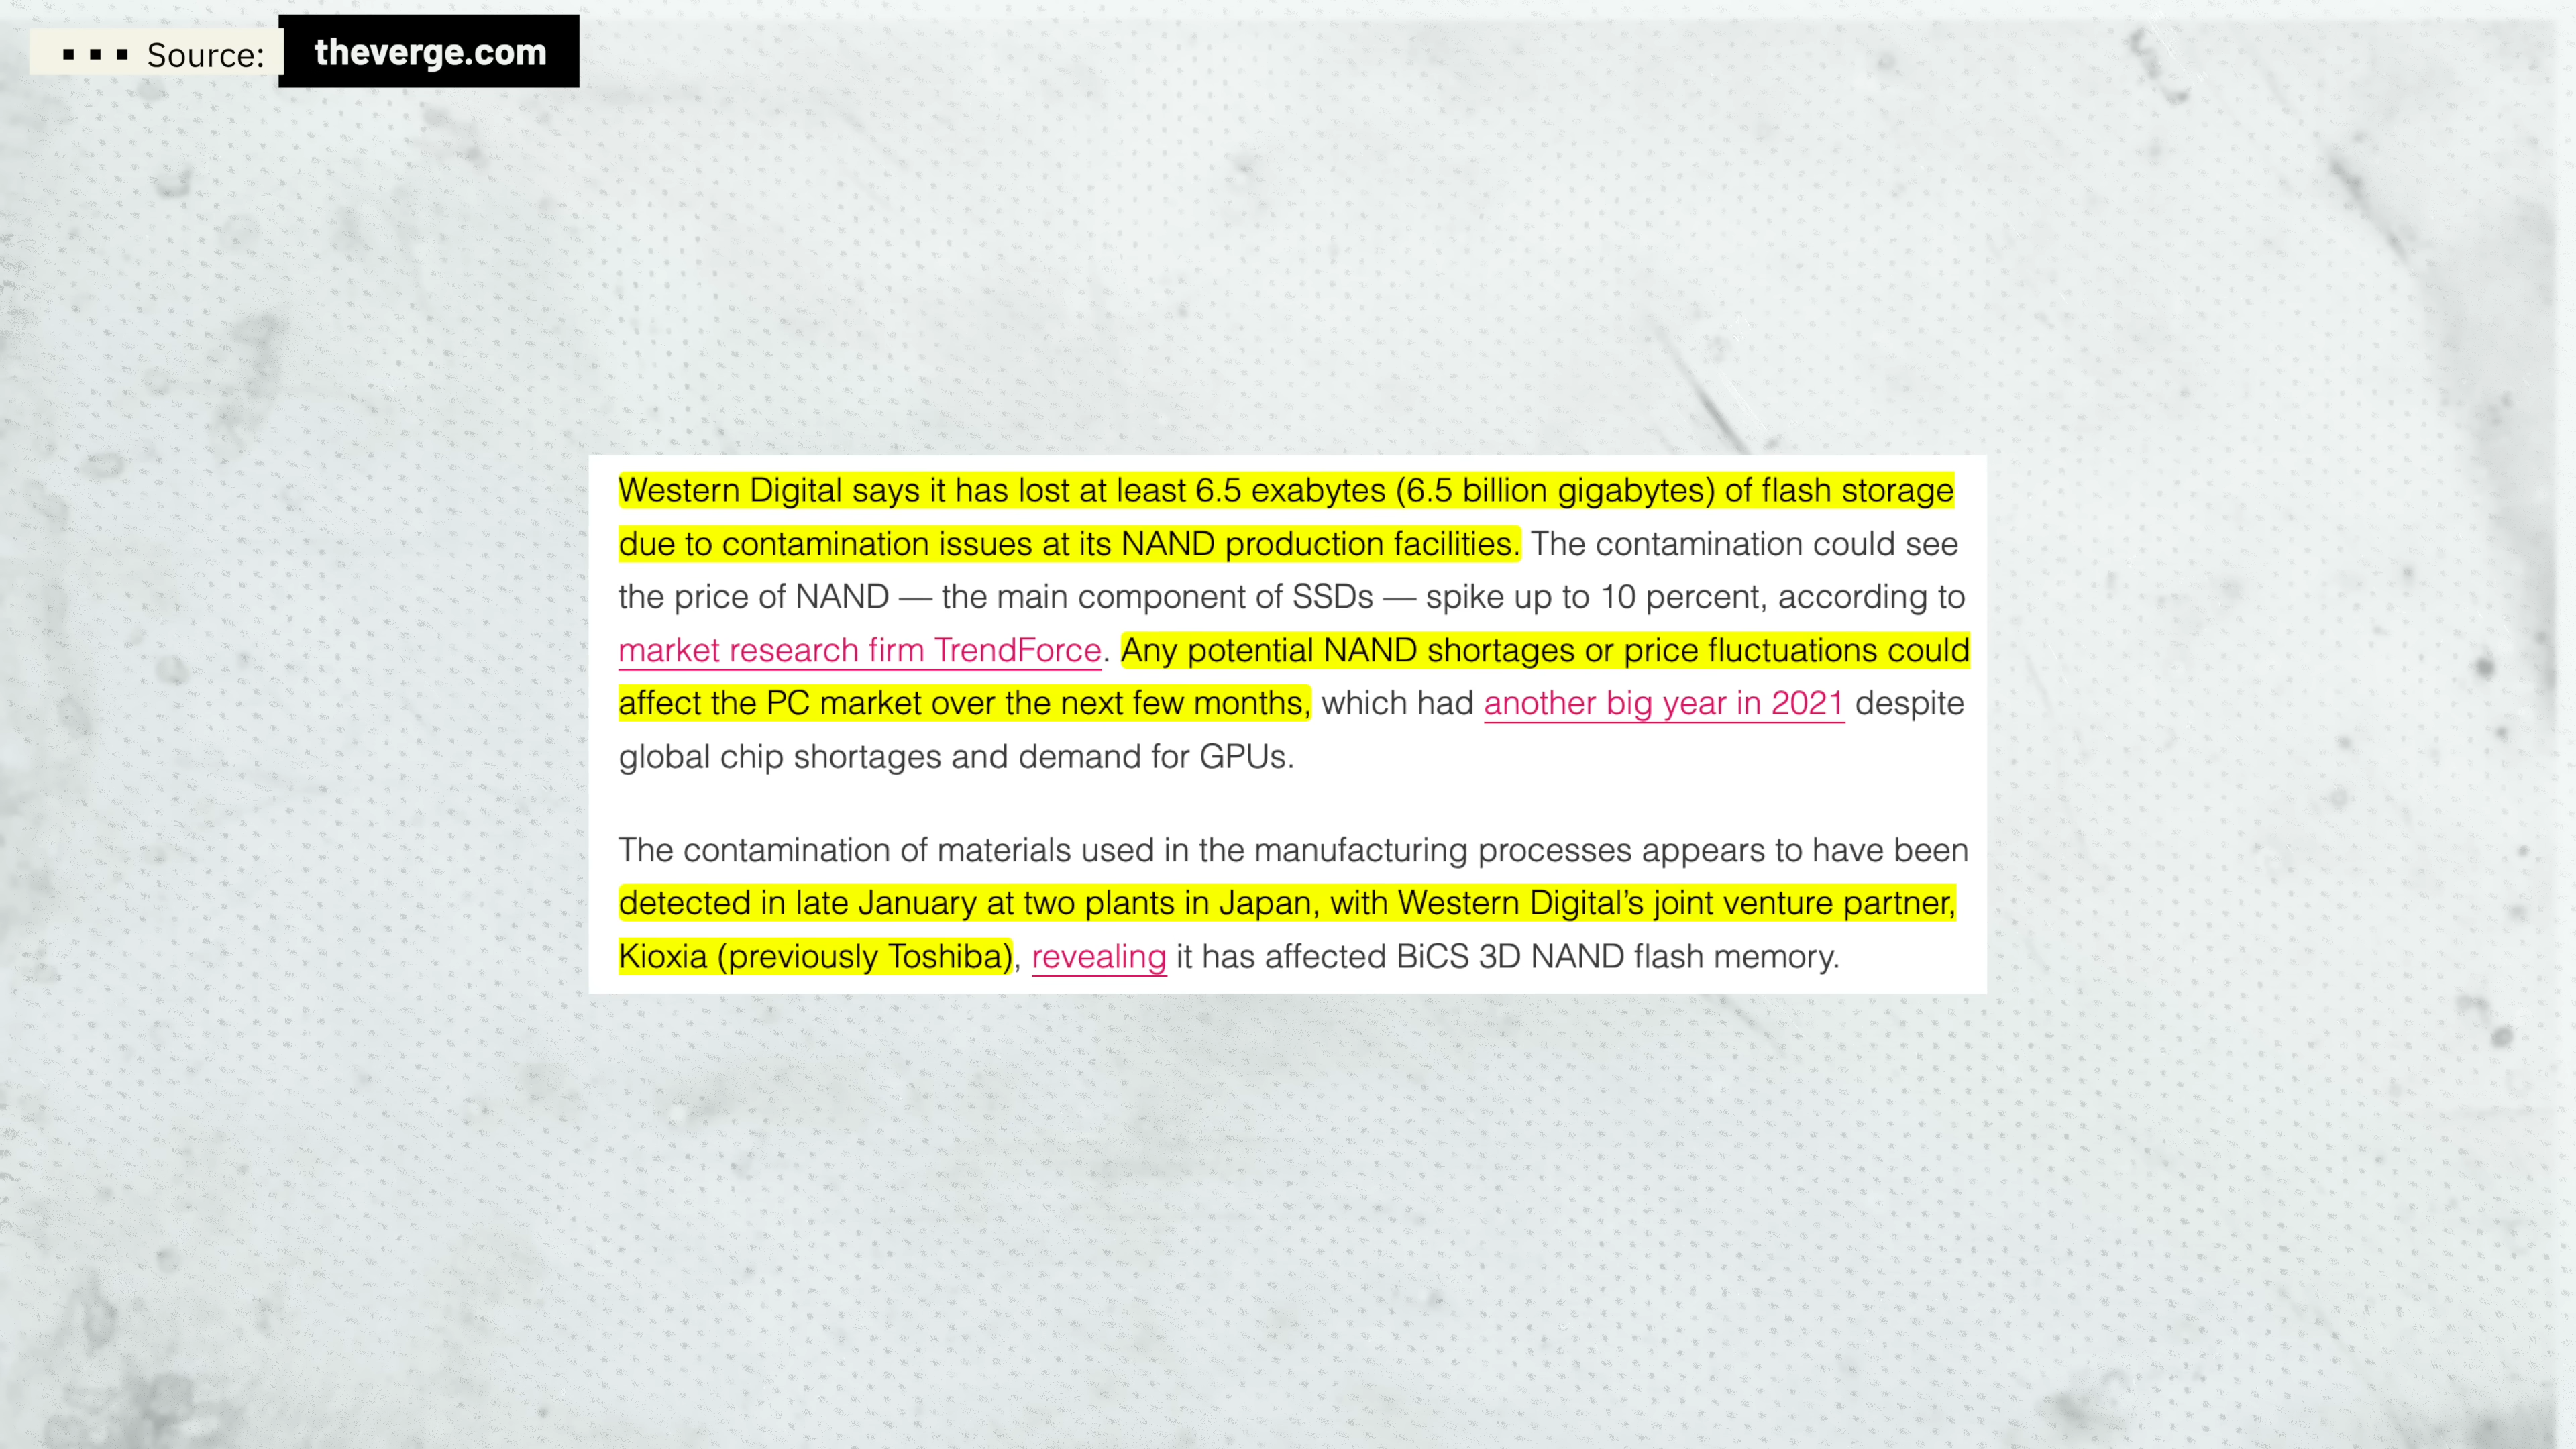 Source: theverge.com
Western Digital says it has lost at least 6.5 exabytes (6.5 billion gigabytes) of flash storage
due to contamination issues at its NAND production facilities. The contamination could see
the price of NAND — the main component of SSDs — spike up to 10 percent, according to
market research firm TrendForce. Any potential NAND shortages or price fluctuations could
affect the PC market over the next few months, which had another big year in 2021 despite
global chip shortages and demand for GPUs.
The contamination of materials used in the manufacturing processes appears to have been
detected in late January at two plants in Japan, with Western Digital’s joint venture partner,
Kioxia (previously Toshiba), revealing it has affected BiCS 3D NAND flash memory.